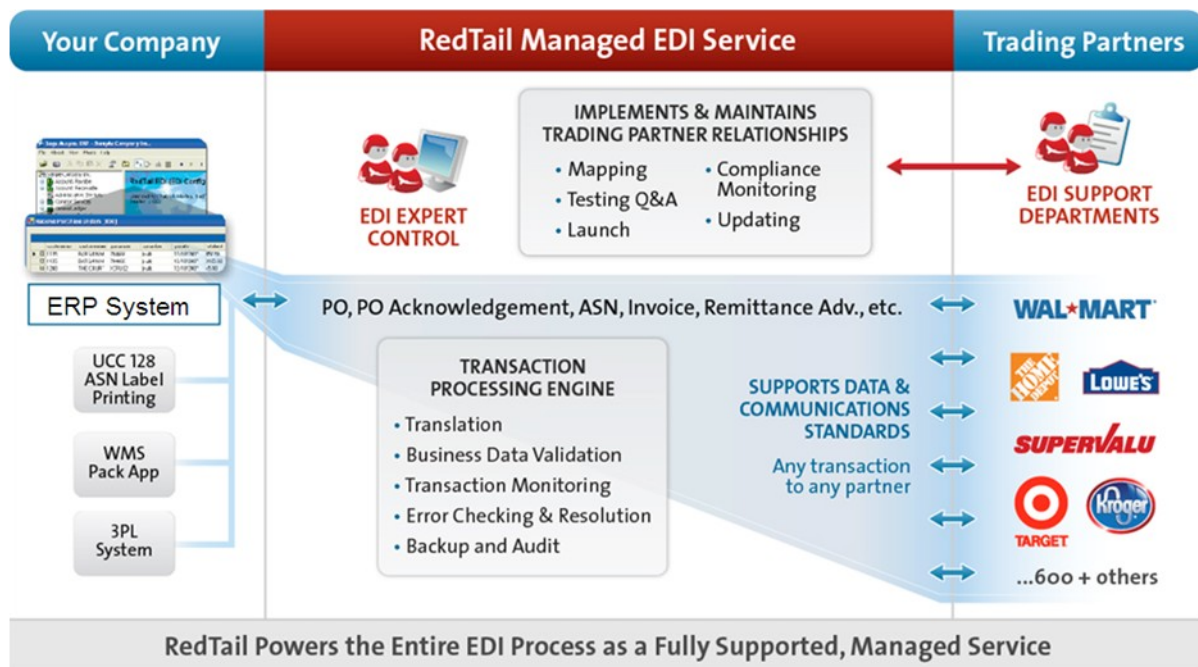 Your Company
RedTail Managed EDI Service
Trading Partners
IMPLEMENTS & MAINTAINS
TRADING PARTNER RELATIONSHIPS
• Mapping
• Testing Q&A
• Launch
• Compliance
Monitoring
• Updating
EDI EXPERT
CONTROL
EDI SUPPORT
DEPARTMENTS
ERP System
PO, PO Acknowledgement, ASN, Invoice, Remittance Adv., etc.
WAL★MART
UCC 128
ASN Label
Printing
WMS
Pack App
3PL
System
TRANSACTION
PROCESSING ENGINE
• Translation
• Business Data Validation
• Transaction Monitoring
• Error Checking & Resolution
• Backup and Audit
SUPPORTS DATA &
COMMUNICATIONS
STANDARDS
Any transaction
to any partner
THE
HOME
DEPOT
LOWE'S
SUPERVALU
TARGET
Kroger
...600 + others
RedTail Powers the Entire EDI Process as a Fully Supported, Managed Service